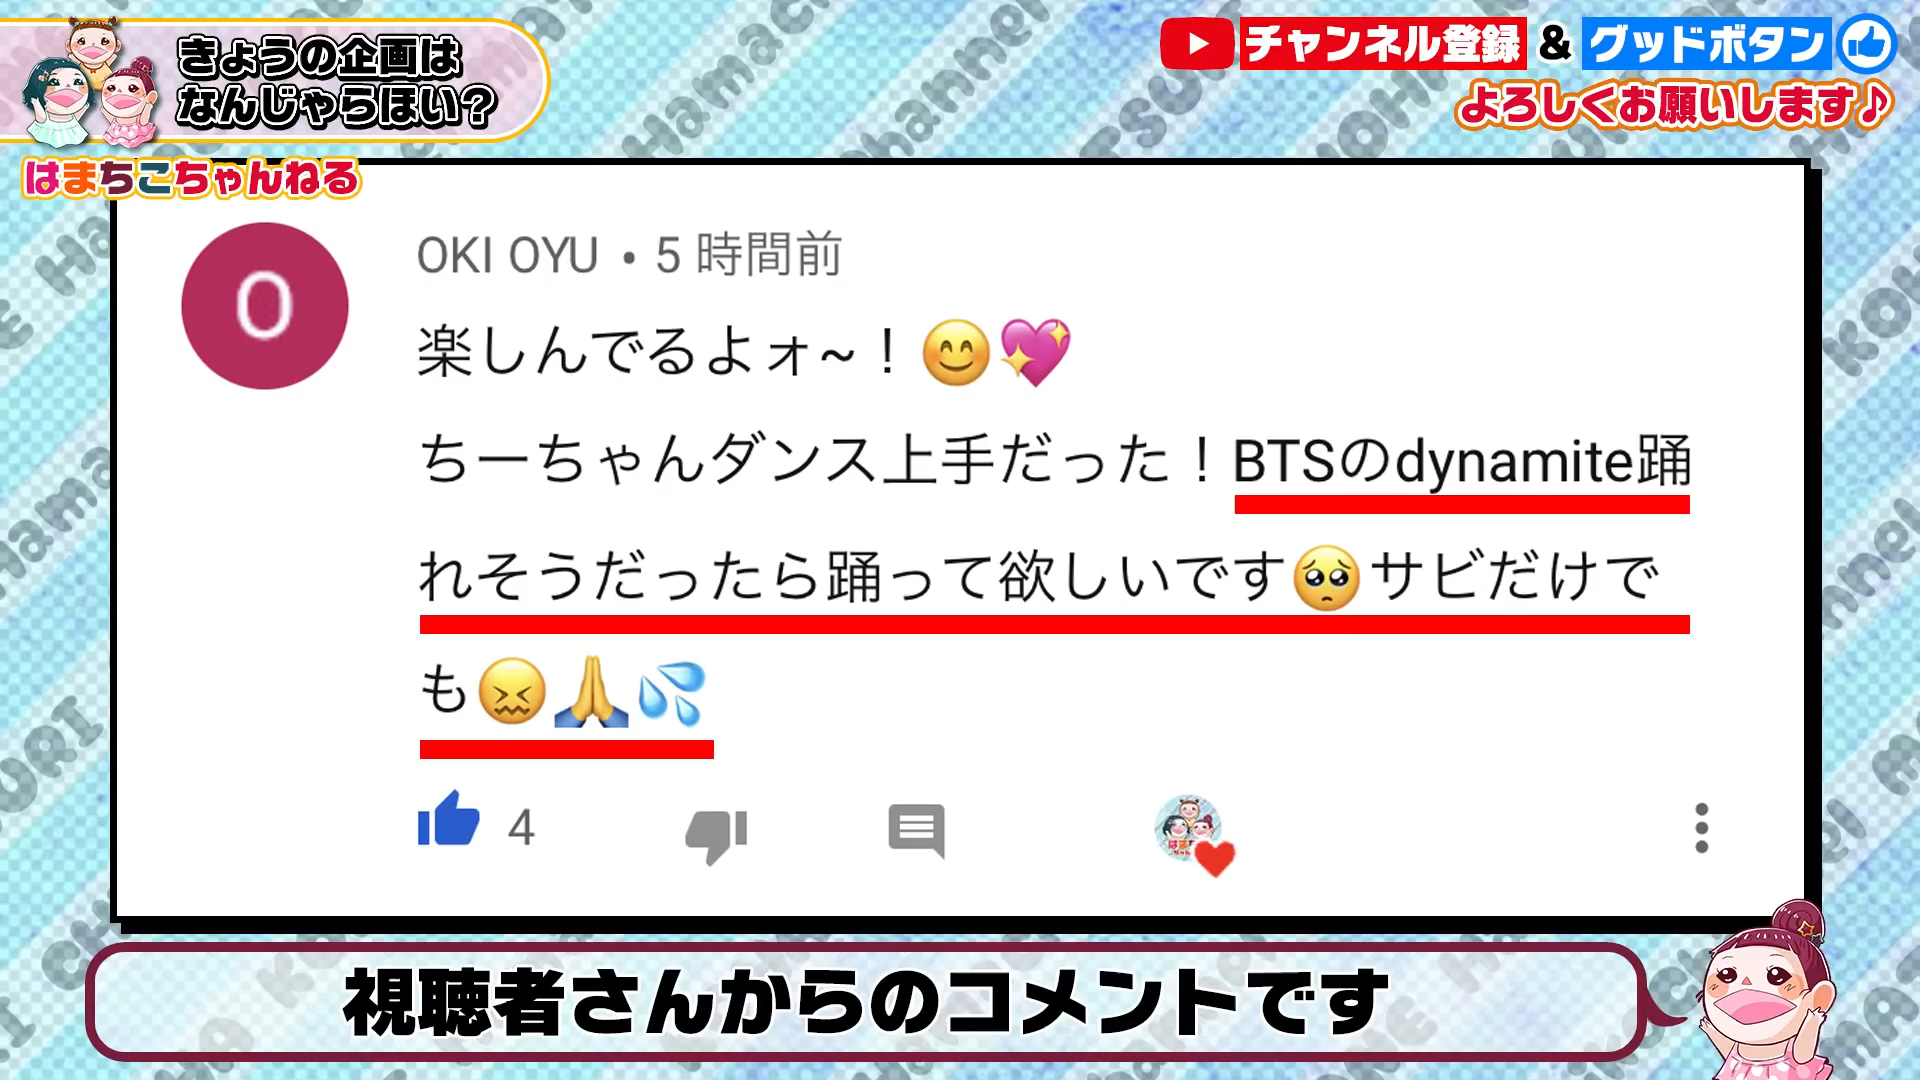 きょうの企画は
なんじゃらほい？
はまちこちゃんねる
チャンネル登録 & グッドボタン
よろしくお願いします♪
O
OKI OYU • 5 時間前
楽しんでるよォ~！😊💖
ちーちゃんダンス上手だった！BTSのdynamite踊
れそうだったら踊って欲しいです🥺サビだけで
も😖🙏💦
4
視聴者さんからのコメントです